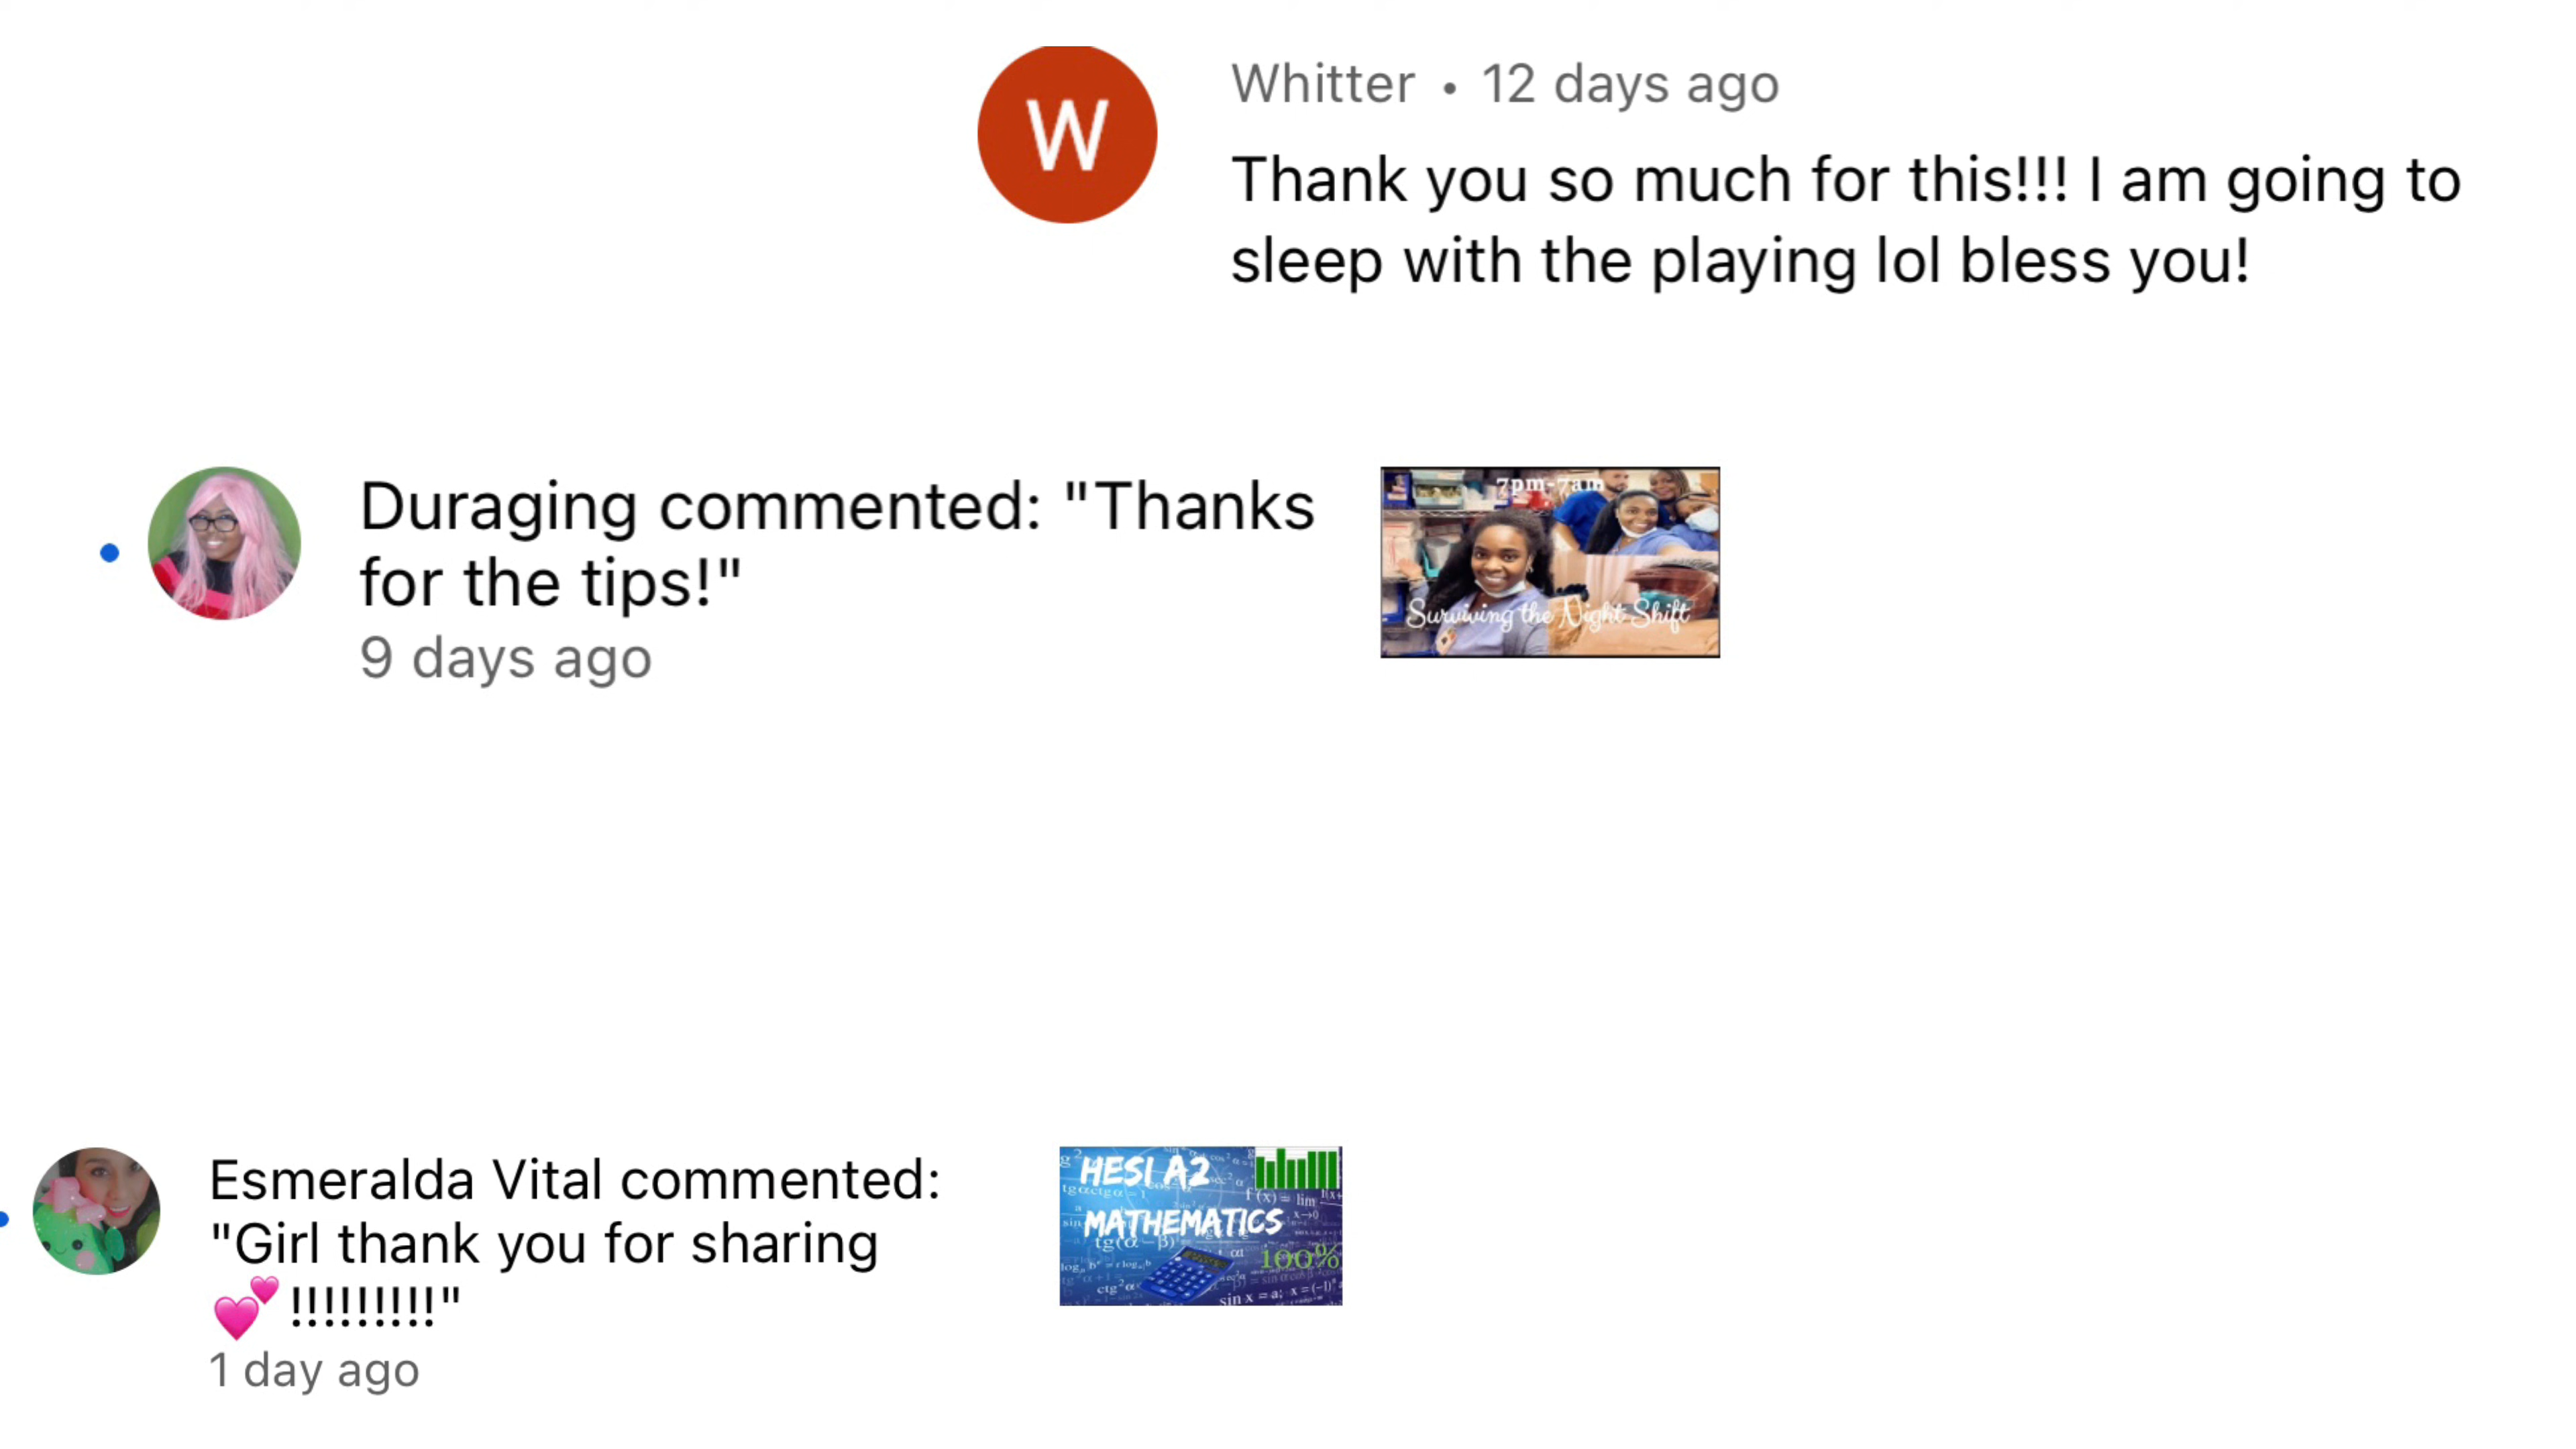 W
Whitter • 12 days ago
Thank you so much for this!!! I am going to
sleep with the playing lol bless you!
Duraging commented: "Thanks
for the tips!"
9 days ago
7pm-7am
Surviving the Night Shift
Esmeralda Vital commented:
"Girl thank you for sharing
💕!!!!!!!!!"
1 day ago
HESI A2
MATHEMATICS
100%
sin x = a; x=(-1)